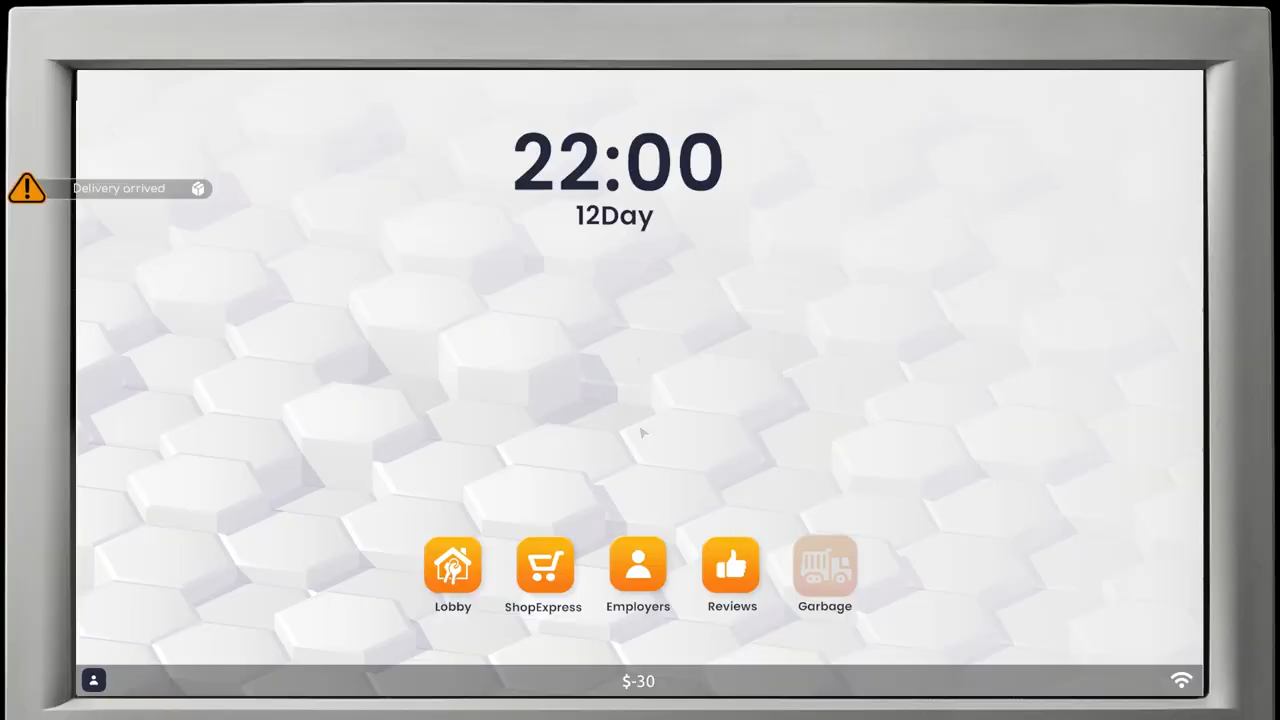 22:00
12Day
Delivery arrived
Lobby
ShopExpress
Employers
Reviews
Garbage
$-30